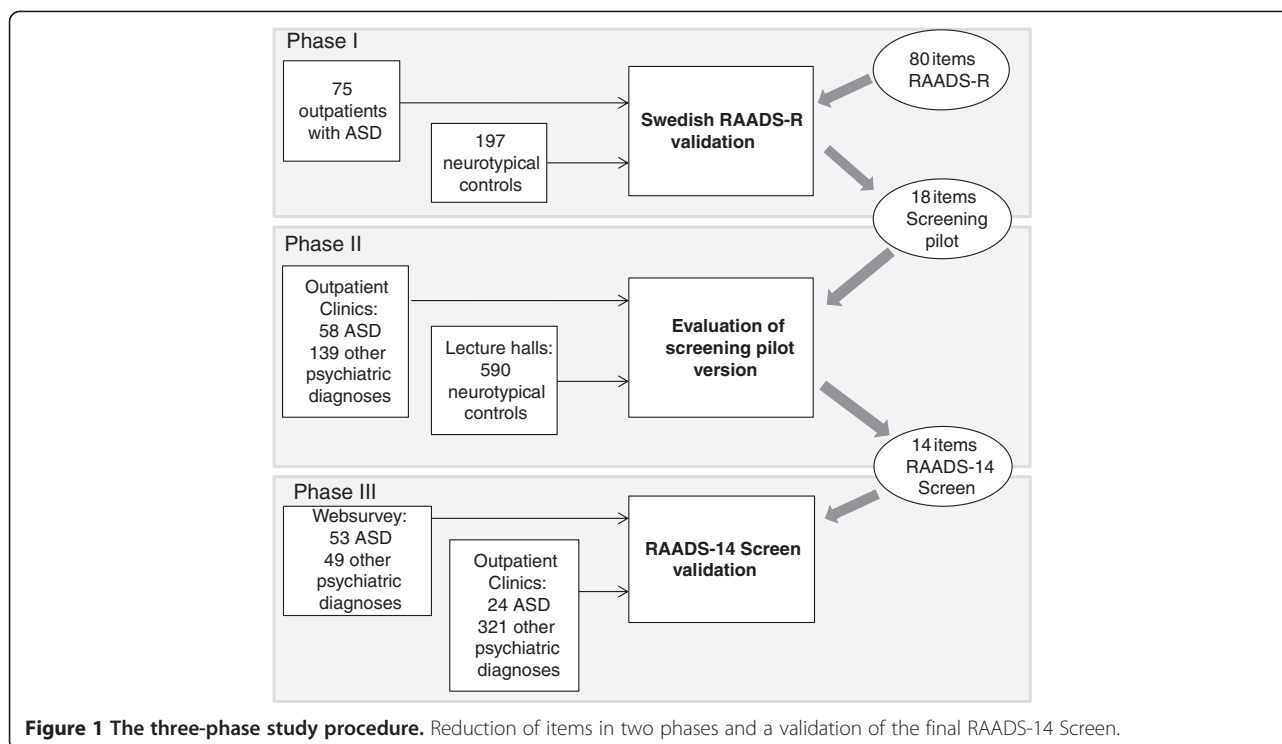 Phase I
75
outpatients
with ASD
197
neurotypical
controls
Swedish RAADS-R
validation
80 items
RAADS-R
18 items
Screening
pilot
Phase II
Outpatient
Clinics:
58 ASD
139 other
psychiatric
diagnoses
Lecture halls:
590
neurotypical
controls
Evaluation of
screening pilot
version
14 items
RAADS-14
Screen
Phase III
Websurvey:
53 ASD
49 other
psychiatric
diagnoses
Outpatient
Clinics:
24 ASD
321 other
psychiatric
diagnoses
RAADS-14 Screen
validation
Figure 1 The three-phase study procedure. Reduction of items in two phases and a validation of the final RAADS-14 Screen.